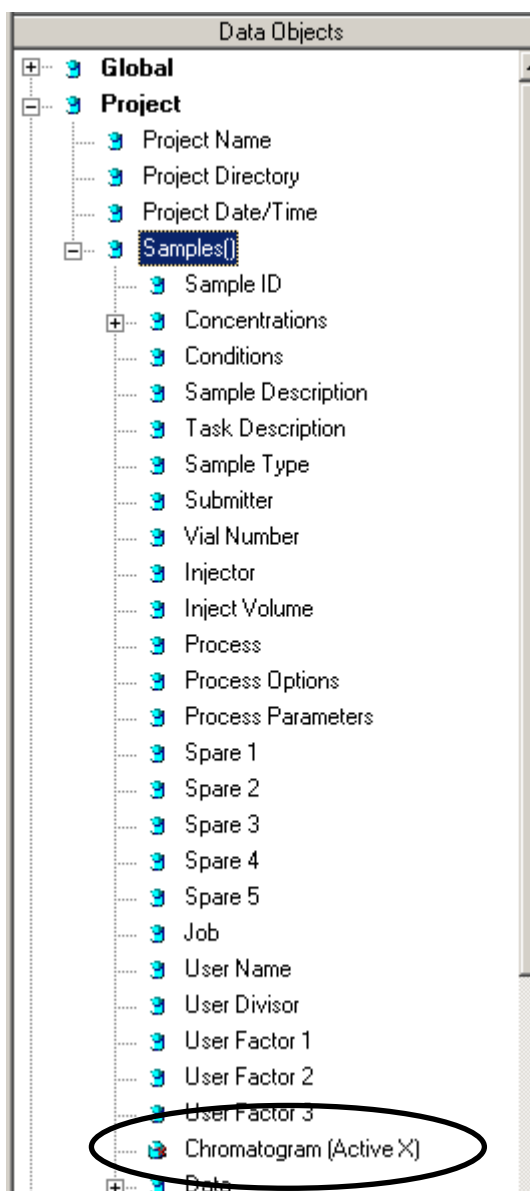 Data Objects
Global
Project
Project Name
Project Directory
Project Date/Time
Samples()
Sample ID
Concentrations
Conditions
Sample Description
Task Description
Sample Type
Submitter
Vial Number
Injector
Inject Volume
Process
Process Options
Process Parameters
Spare 1
Spare 2
Spare 3
Spare 4
Spare 5
Job
User Name
User Divisor
User Factor 1
User Factor 2
User Factor 3
Chromatogram (Active X)
Data